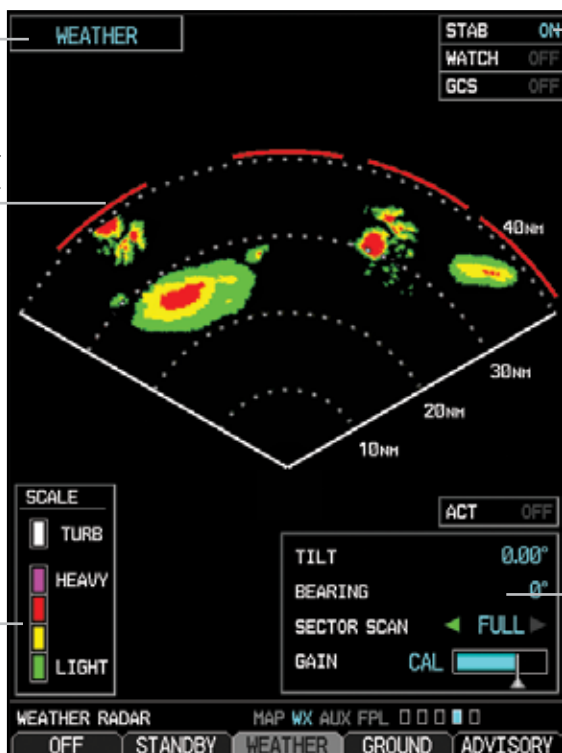 WEATHER
STAB ON
WATCH OFF
GCS OFF
40NM
30NM
20NM
10NM
SCALE
TURB
HEAVY
LIGHT
ACT OFF
TILT 0.00°
BEARING 0°
SECTOR SCAN FULL
GAIN CAL
WEATHER RADAR MAP WX AUX FPL
OFF STANDBY WEATHER GROUND ADVISORY